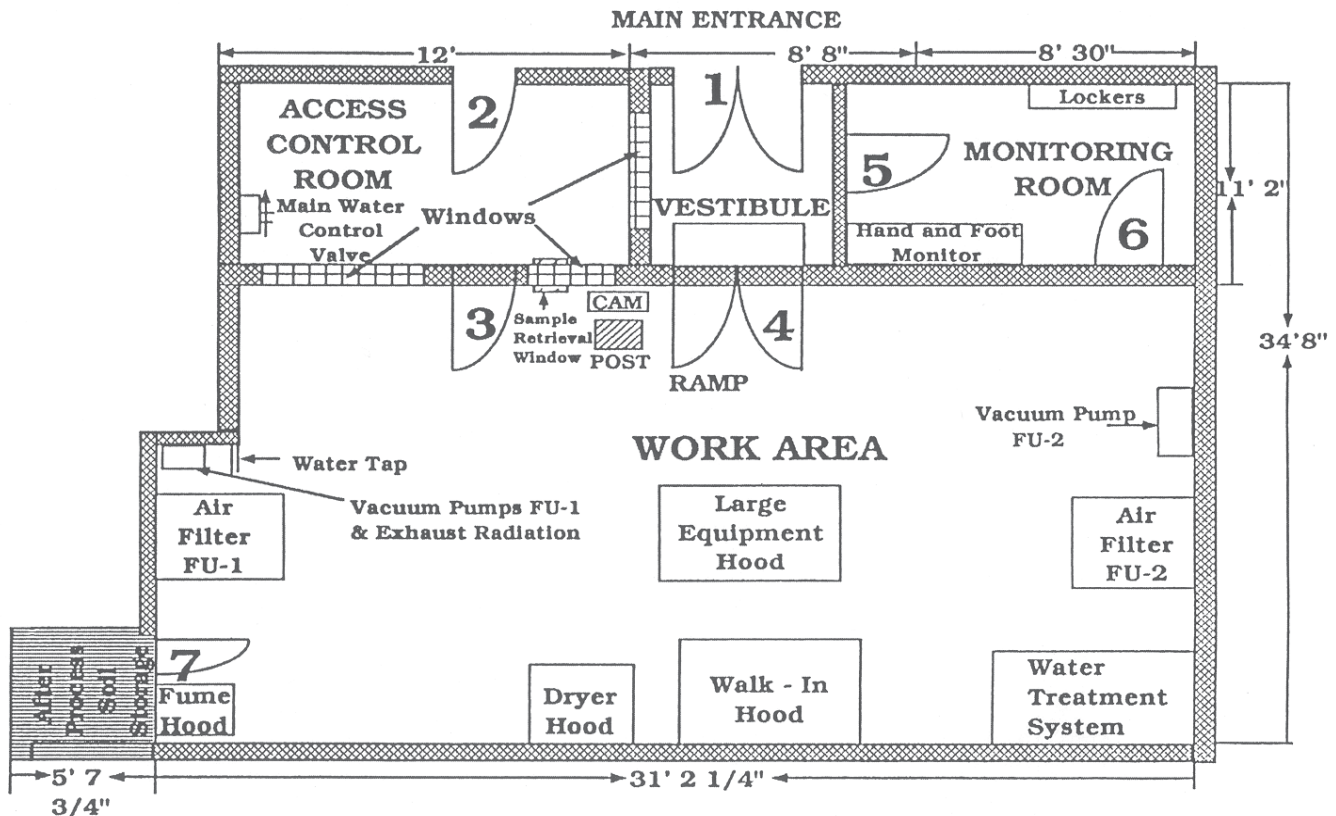 MAIN ENTRANCE
12'
8' 8"
8' 30"
ACCESS
CONTROL
ROOM
2
1
Lockers
5
MONITORING
ROOM
11' 2"
Main Water
Control
Valve
Windows
VESTIBULE
Hand and Foot
Monitor
6
3
Sample
Retrieval
Window
CAM
POST
4
RAMP
34'8"
Vacuum Pump
FU-2
WORK AREA
Water Tap
Vacuum Pumps FU-1
& Exhaust Radiation
Air
Filter
FU-1
Large
Equipment
Hood
Air
Filter
FU-2
After
Process
Soil
Storage
7
Fume
Hood
Dryer
Hood
Walk - In
Hood
Water
Treatment
System
5' 7
3/4"
31' 2 1/4"